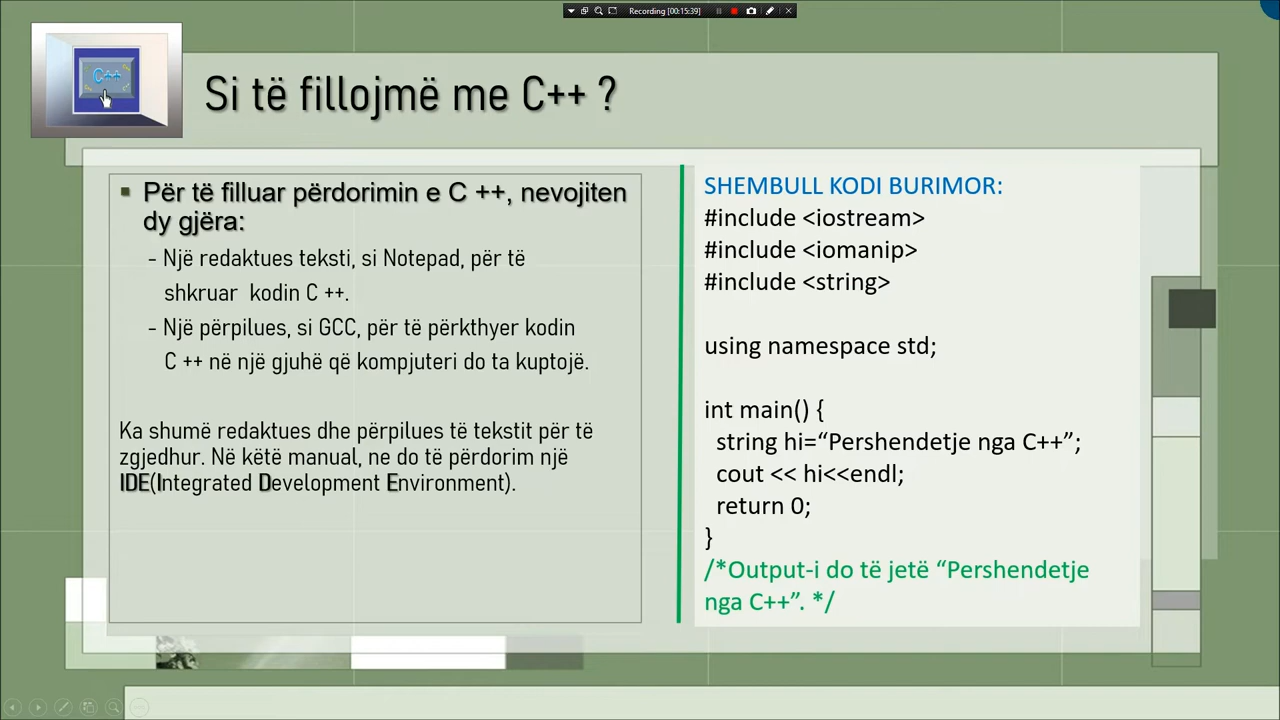 Recording [00:15:39]
C++
Si të fillojmë me C++ ?
Për të filluar përdorimin e C ++, nevojiten
dy gjëra:
- Një redaktues teksti, si Notepad, për të
shkruar kodin C ++.
- Një përpilues, si GCC, për të përkthyer kodin
C ++ në një gjuhë që kompjuteri do ta kuptojë.
Ka shumë redaktues dhe përpilues të tekstit për të
zgjedhur. Në këtë manual, ne do të përdorim një
IDE(Integrated Development Environment).
SHEMBULL KODI BURIMOR:
#include <iostream>
#include <iomanip>
#include <string>
using namespace std;
int main() {
string hi=“Pershendetje nga C++”;
cout << hi<<endl;
return 0;
}
/*Output-i do të jetë “Pershendetje
nga C++”. */